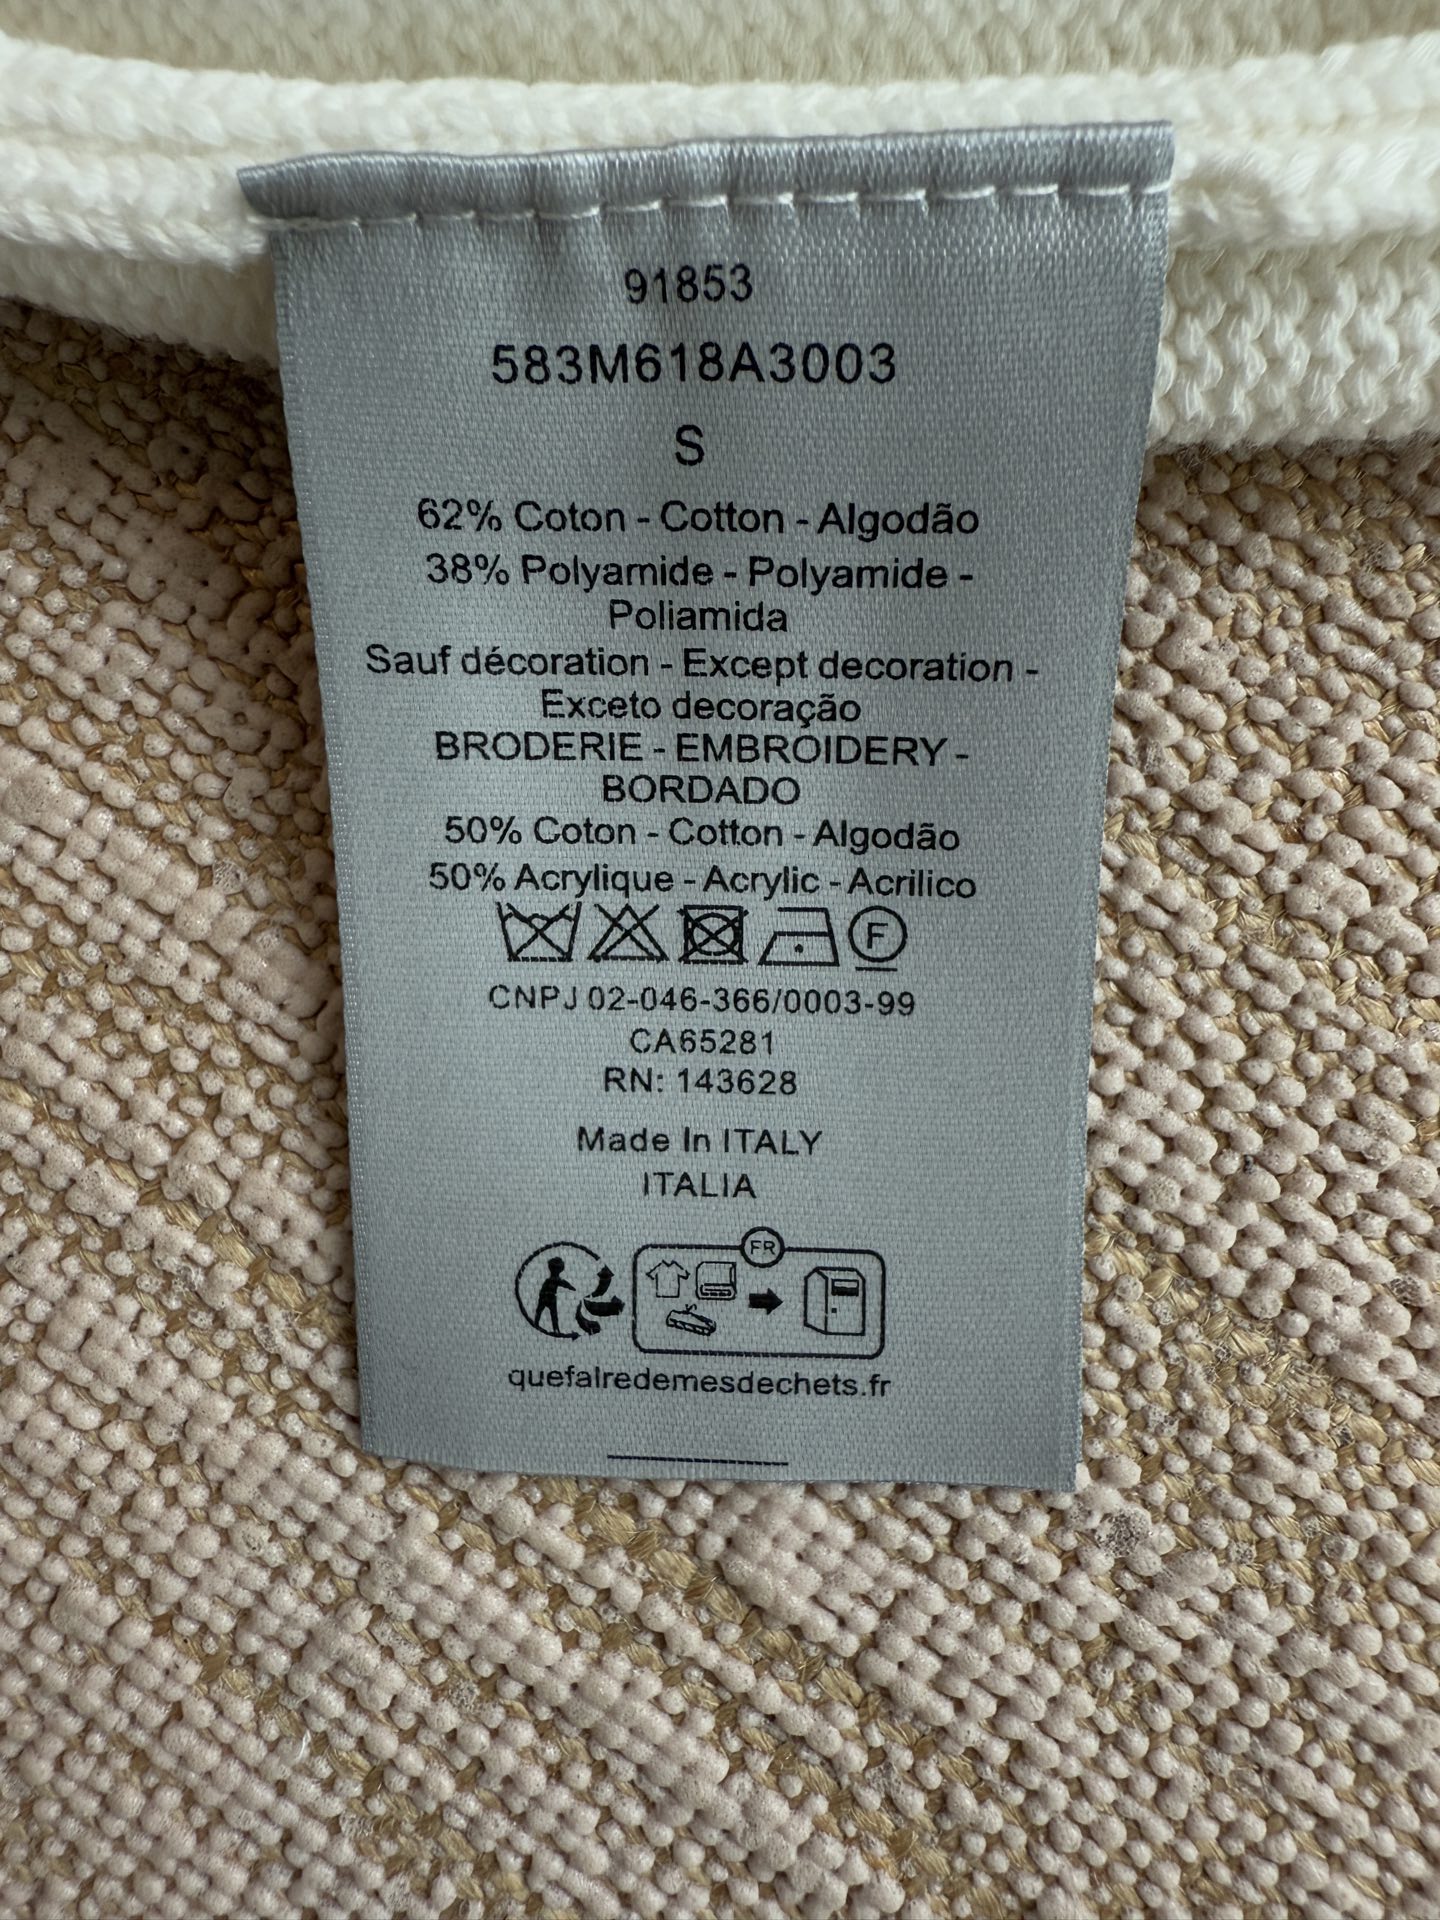 91853
583M618A3003
S
62% Coton - Cotton - Algodão
38% Polyamide - Polyamide -
Poliamida
Sauf décoration - Except decoration -
Exceto decoração
BRODERIE - EMBROIDERY -
BORDADO
50% Coton - Cotton - Algodão
50% Acrylique - Acrylic - Acrilico
F
CNPJ 02-046-366/0003-99
CA65281
RN: 143628
Made In ITALY
ITALIA
FR
quefairedemesdechets.fr